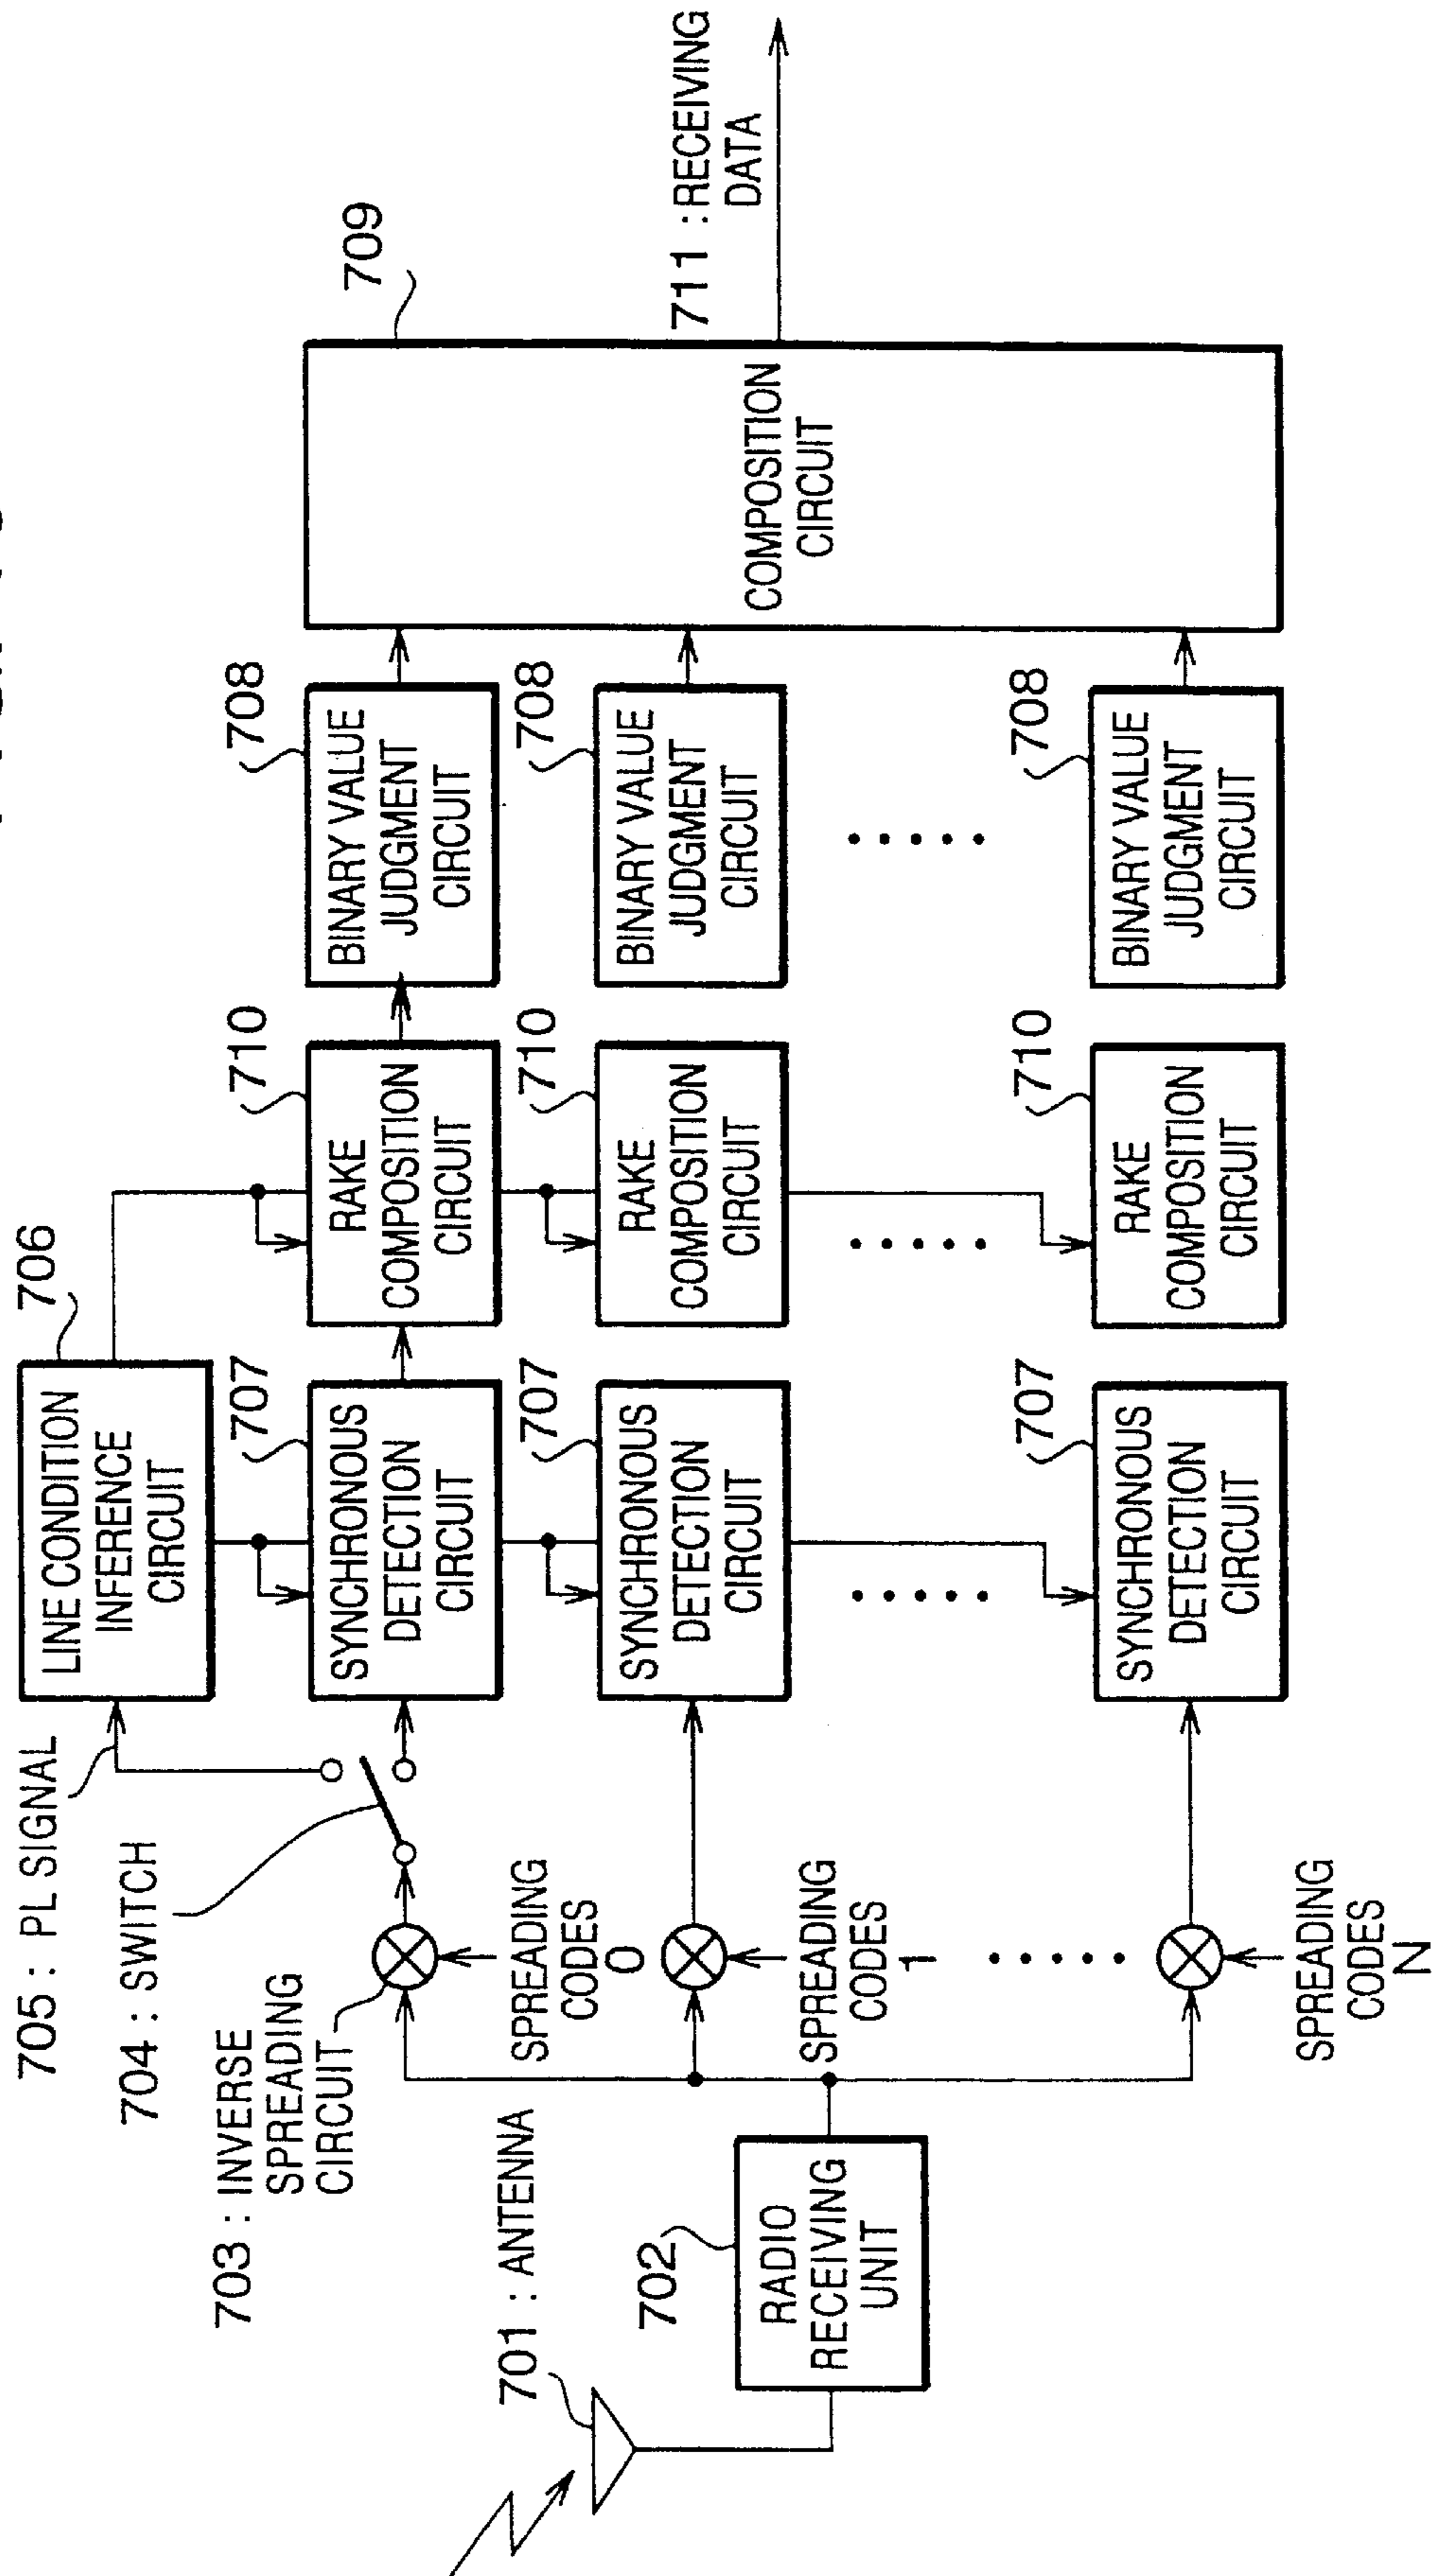 705 : PL SIGNAL
704 : SWITCH
703 : INVERSE
SPREADING
CIRCUIT
701 : ANTENNA
702
RADIO
RECEIVING
UNIT
SPREADING
CODES
0
SPREADING
CODES
1
SPREADING
CODES
N
706
LINE CONDITION
INFERENCE
CIRCUIT
707
SYNCHRONOUS
DETECTION
CIRCUIT
707
SYNCHRONOUS
DETECTION
CIRCUIT
707
SYNCHRONOUS
DETECTION
CIRCUIT
710
RAKE
COMPOSITION
CIRCUIT
710
RAKE
COMPOSITION
CIRCUIT
710
RAKE
COMPOSITION
CIRCUIT
708
BINARY VALUE
JUDGMENT
CIRCUIT
708
BINARY VALUE
JUDGMENT
CIRCUIT
708
BINARY VALUE
JUDGMENT
CIRCUIT
709
COMPOSITION
CIRCUIT
711 : RECEIVING
DATA